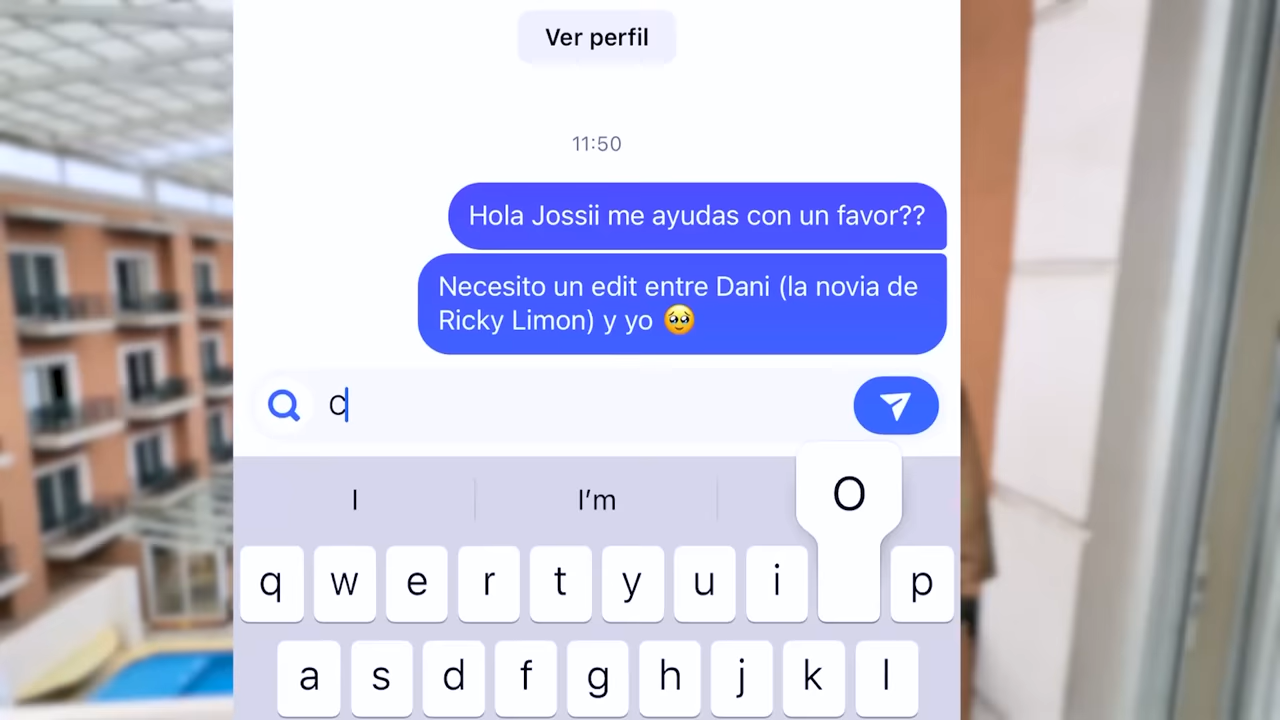 Ver perfil
11:50
Hola Jossii me ayudas con un favor??
Necesito un edit entre Dani (la novia de
Ricky Limon) y yo 🥹
C
I
I'm
O
q w e r t y u i p
a s d f g h j k l